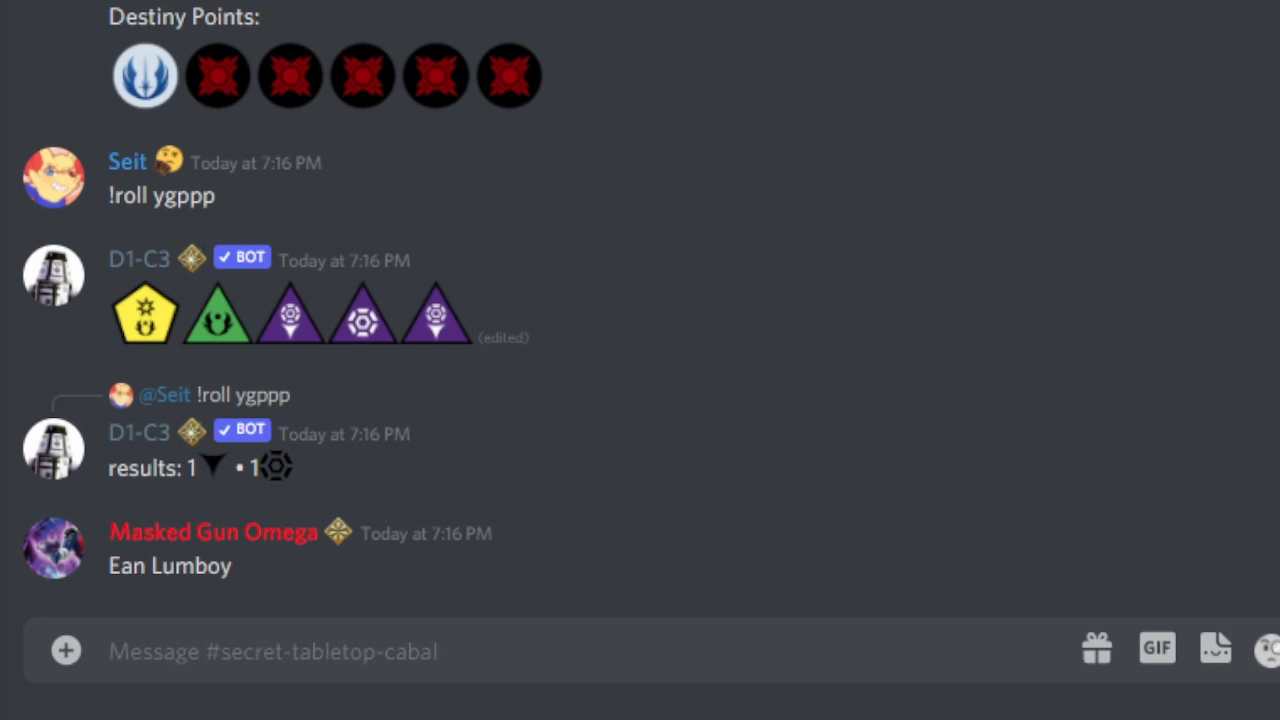 Destiny Points:
Seit Today at 7:16 PM
!roll ygppp
D1-C3 ✓ BOT Today at 7:16 PM
(edited)
@Seit !roll ygppp
D1-C3 ✓ BOT Today at 7:16 PM
results: 1 • 1
Masked Gun Omega Today at 7:16 PM
Ean Lumboy
Message #secret-tabletop-cabal
GIF